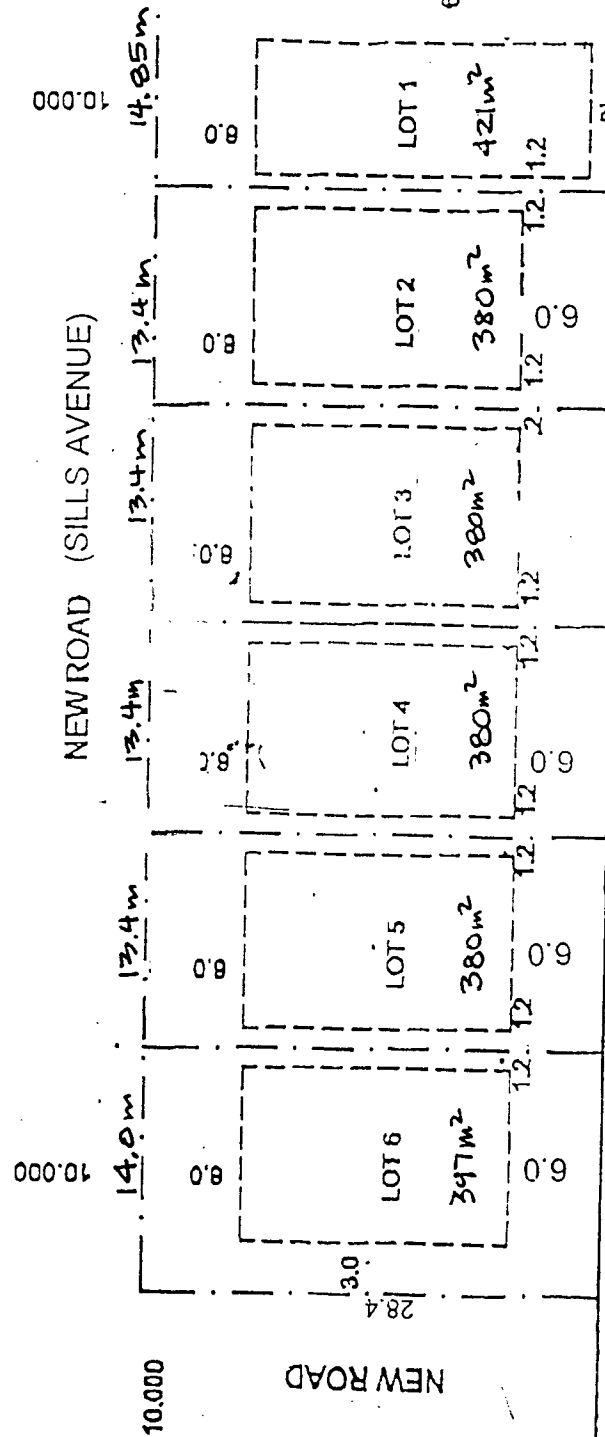 NEW ROAD (SILLS AVENUE)
10.000
10.000
10.000
14.0m
13.4m
13.4m
13.4m
13.4m
14.85m
8.0
8.0
8.0
8.0
8.0
NEW ROAD
28.4
3.0
LOT 6
397m²
1.2
6.0
LOT 5
380m²
1.2
1.2
6.0
LOT 4
380m²
1.2
1.2
6.0
LOT 3
380m²
1.2
LOT 2
380m²
1.2
1.2
6.0
LOT 1
421m²
1.2